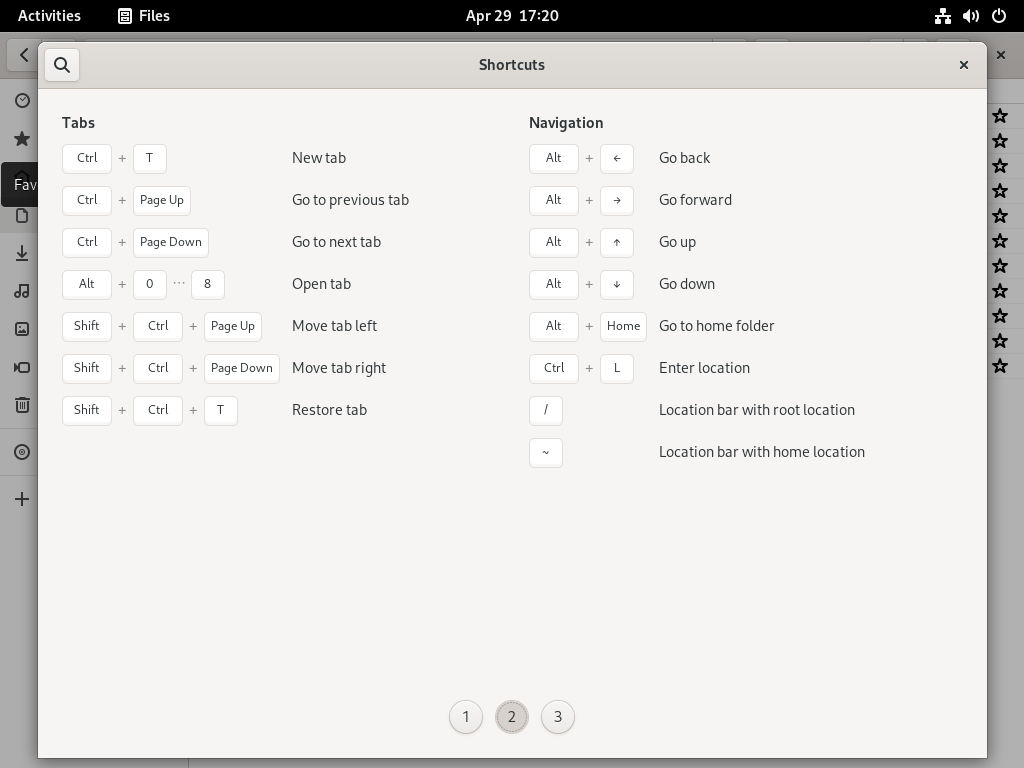 Activities Files Apr 29 17:20
Shortcuts
Tabs
Ctrl + T New tab
Ctrl + Page Up Go to previous tab
Ctrl + Page Down Go to next tab
Alt + 0 ⋯ 8 Open tab
Shift + Ctrl + Page Up Move tab left
Shift + Ctrl + Page Down Move tab right
Shift + Ctrl + T Restore tab
Navigation
Alt + ← Go back
Alt + → Go forward
Alt + ↑ Go up
Alt + ↓ Go down
Alt + Home Go to home folder
Ctrl + L Enter location
/ Location bar with root location
~ Location bar with home location
Fav
1 2 3